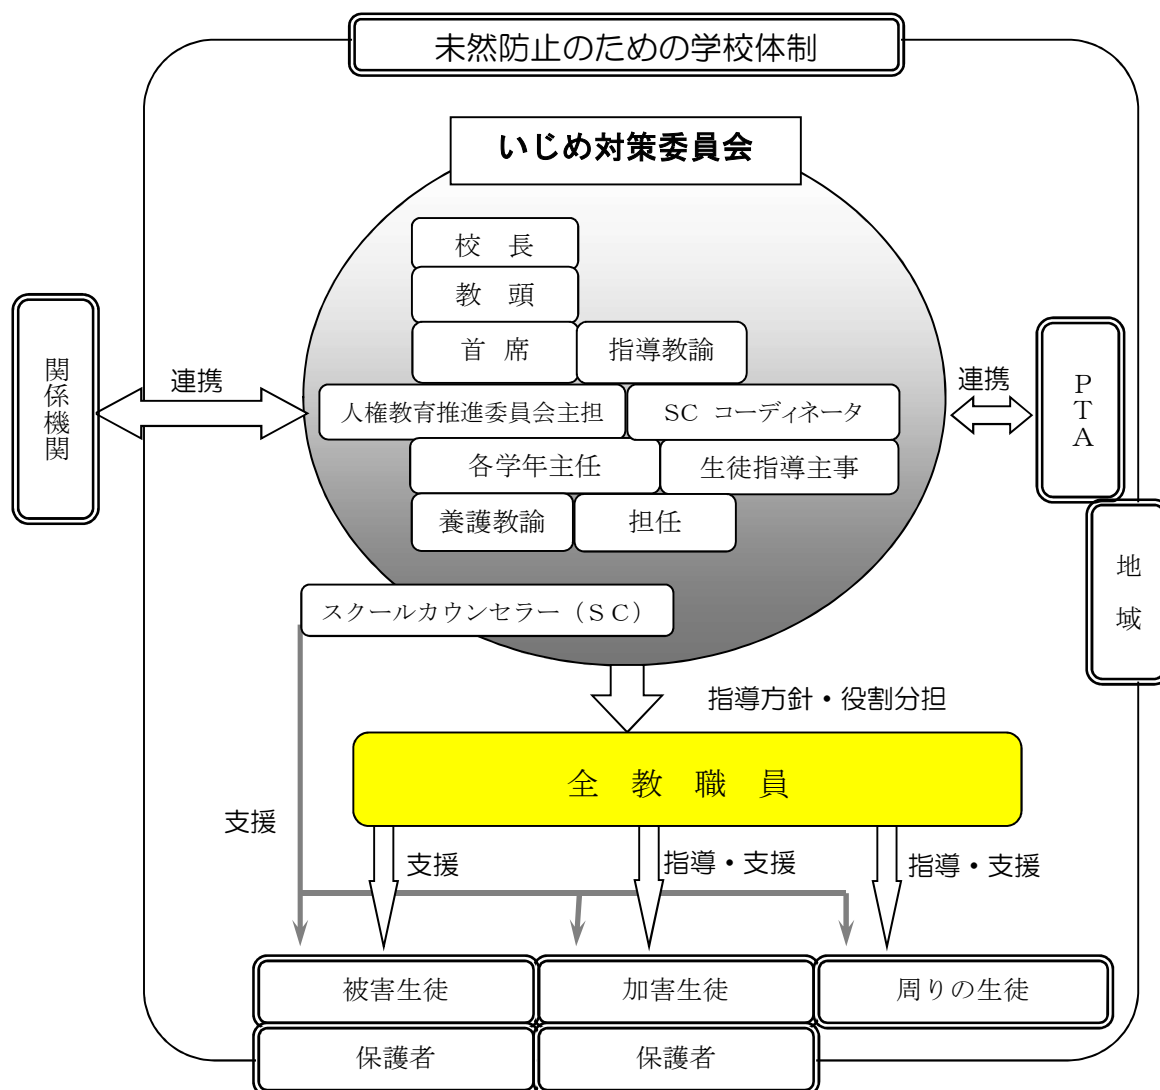 未然防止のための学校体制
いじめ対策委員会
校 長
教 頭
首 席
指導教諭
人権教育推進委員会主担
SC コーディネータ
各学年主任
生徒指導主事
養護教諭
担任
スクールカウンセラー(SC)
関係機関
連携
連携
PTA
地域
指導方針・役割分担
全 教 職 員
支援
支援
指導・支援
指導・支援
被害生徒
加害生徒
周りの生徒
保護者
保護者